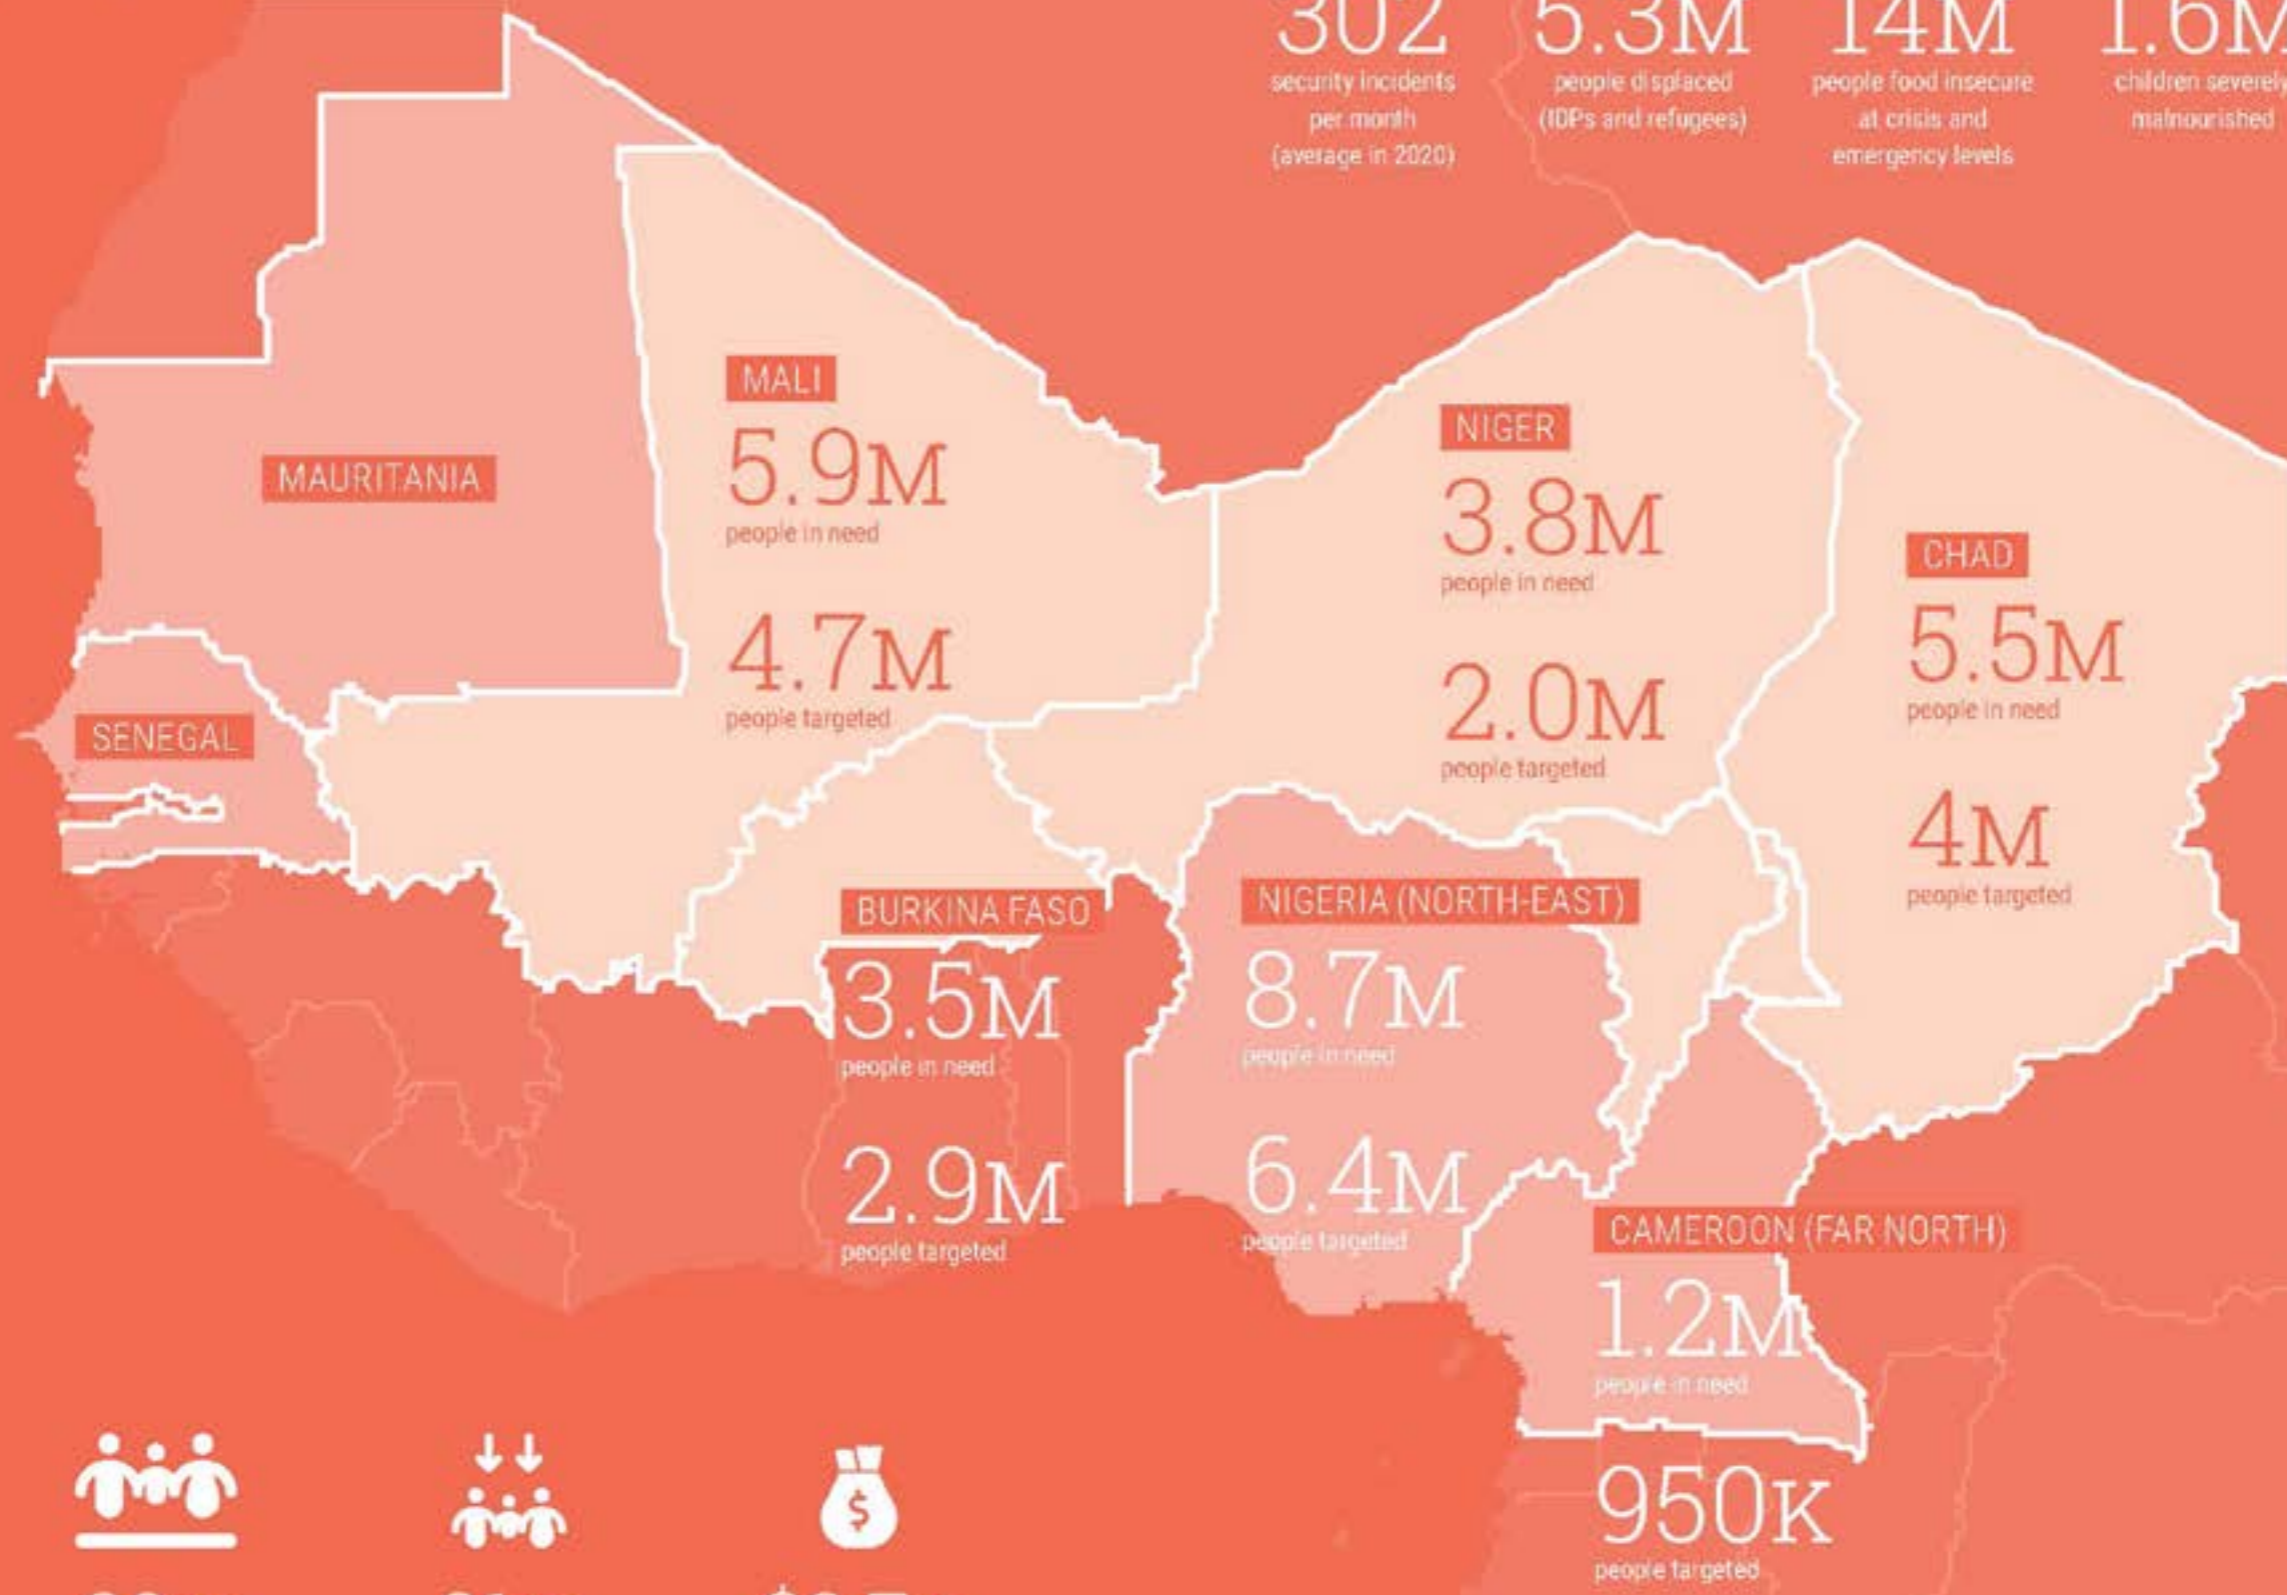 302
security incidents
per month
(average in 2020)
5.3M
people displaced
(IDPs and refugees)
14M
people food insecure
at crisis and
emergency levels
1.6M
children severely
malnourished
MAURITANIA
MALI
5.9M
people in need
4.7M
people targeted
NIGER
3.8M
people in need
2.0M
people targeted
CHAD
5.5M
people in need
4M
people targeted
SENEGAL
BURKINA FASO
3.5M
people in need
2.9M
people targeted
NIGERIA (NORTH-EAST)
8.7M
people in need
6.4M
people targeted
CAMEROON (FAR NORTH)
1.2M
people in need
950K
people targeted
$